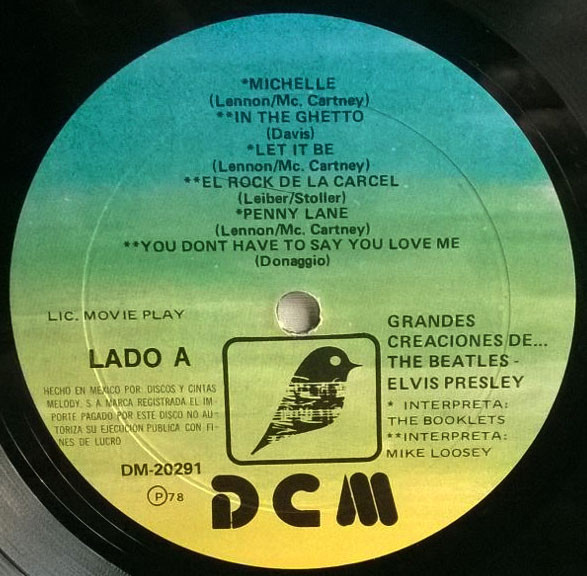 *MICHELLE
(Lennon/Mc. Cartney)
**IN THE GHETTO
(Davis)
*LET IT BE
(Lennon/Mc. Cartney)
**EL ROCK DE LA CARCEL
(Leiber/Stoller)
*PENNY LANE
(Lennon/Mc. Cartney)
**YOU DONT HAVE TO SAY YOU LOVE ME
(Donaggio)
LIC. MOVIE PLAY
LADO A
HECHO EN MEXICO POR: DISCOS Y CINTAS
MELODY, S A MARCA REGISTRADA EL IM-
PORTE PAGADO POR ESTE DISCO NO AU-
TORIZA SU EJECUCION PUBLICA CON FI-
NES DE LUCRO
DM-20291
Ⓟ78
GRANDES
CREACIONES DE...
THE BEATLES -
ELVIS PRESLEY
* INTERPRETA:
THE BOOKLETS
**INTERPRETA:
MIKE LOOSEY
DCM